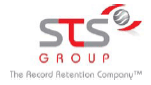 STS
GROUP
The Record Retention Company™